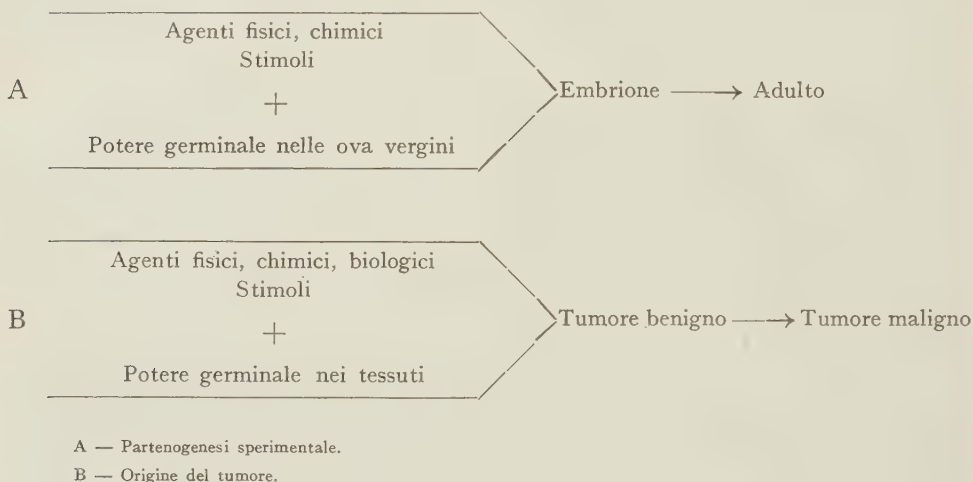 Agenti fisici, chimici
Stimoli
A
+
Embrione ⟶ Adulto
Potere germinale nelle ova vergini
Agenti fisici, chimici, biologici
Stimoli
B
+
Tumore benigno ⟶ Tumore maligno
Potere germinale nei tessuti
A — Partenogesi sperimentale.
B — Origine del tumore.